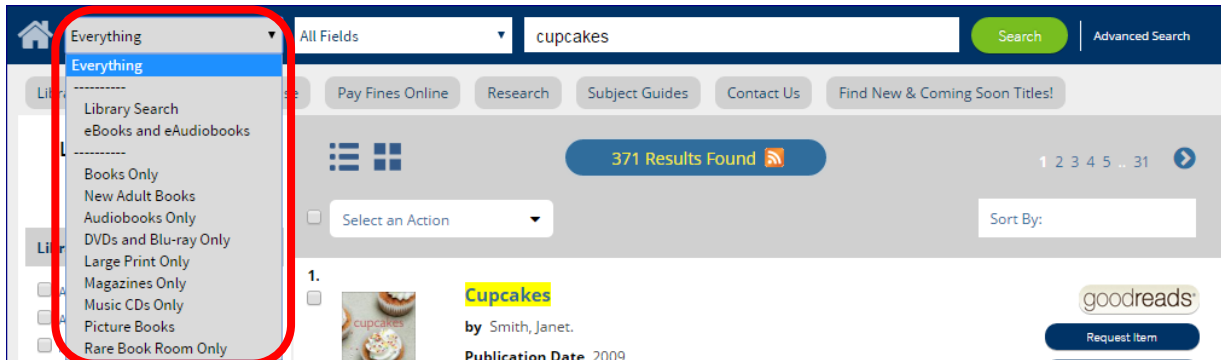 Everything All Fields cupcakes Search Advanced Search
Everything
----------
Library Search
eBooks and eAudiobooks
----------
Books Only
New Adult Books
Audiobooks Only
DVDs and Blu-ray Only
Large Print Only
Magazines Only
Music CDs Only
Picture Books
Rare Book Room Only
Pay Fines Online Research Subject Guides Contact Us Find New & Coming Soon Titles!
371 Results Found 1 2 3 4 5 .. 31
Select an Action Sort By:
1.
cupcakes
Cupcakes
by Smith, Janet.
Publication Date 2009
goodreads
Request Item